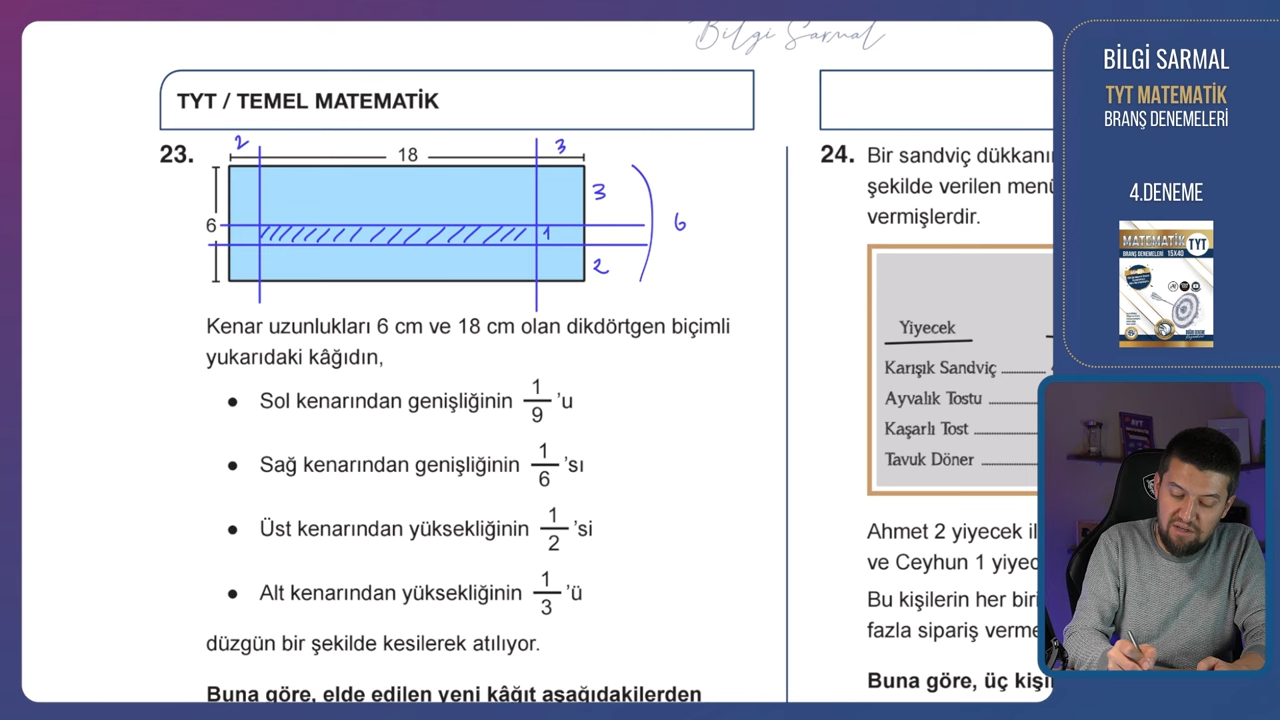 Bilgi Sarmal
TYT / TEMEL MATEMATİK
23.
2
18
3
6
3
1
2
6
Kenar uzunlukları 6 cm ve 18 cm olan dikdörtgen biçimli
yukarıdaki kâğıdın,
• Sol kenarından genişliğinin 1/9 'u
• Sağ kenarından genişliğinin 1/6 'sı
• Üst kenarından yüksekliğinin 1/2 'si
• Alt kenarından yüksekliğinin 1/3 'ü
düzgün bir şekilde kesilerek atılıyor.
Buna göre, elde edilen yeni kâğıt aşağıdakilerden
24. Bir sandviç dükkanı
şekilde verilen men
vermişlerdir.
Yiyecek
Karışık Sandviç
Ayvalık Tostu
Kaşarlı Tost
Tavuk Döner
Ahmet 2 yiyecek il
ve Ceyhun 1 yiyec
Bu kişilerin her biri
fazla sipariş verme
Buna göre, üç kişi
BİLGİ SARMAL
TYT MATEMATİK
BRANŞ DENEMELERİ
4.DENEME
MATEMATİK TYT
BRANŞ DENEMELERİ 15X40